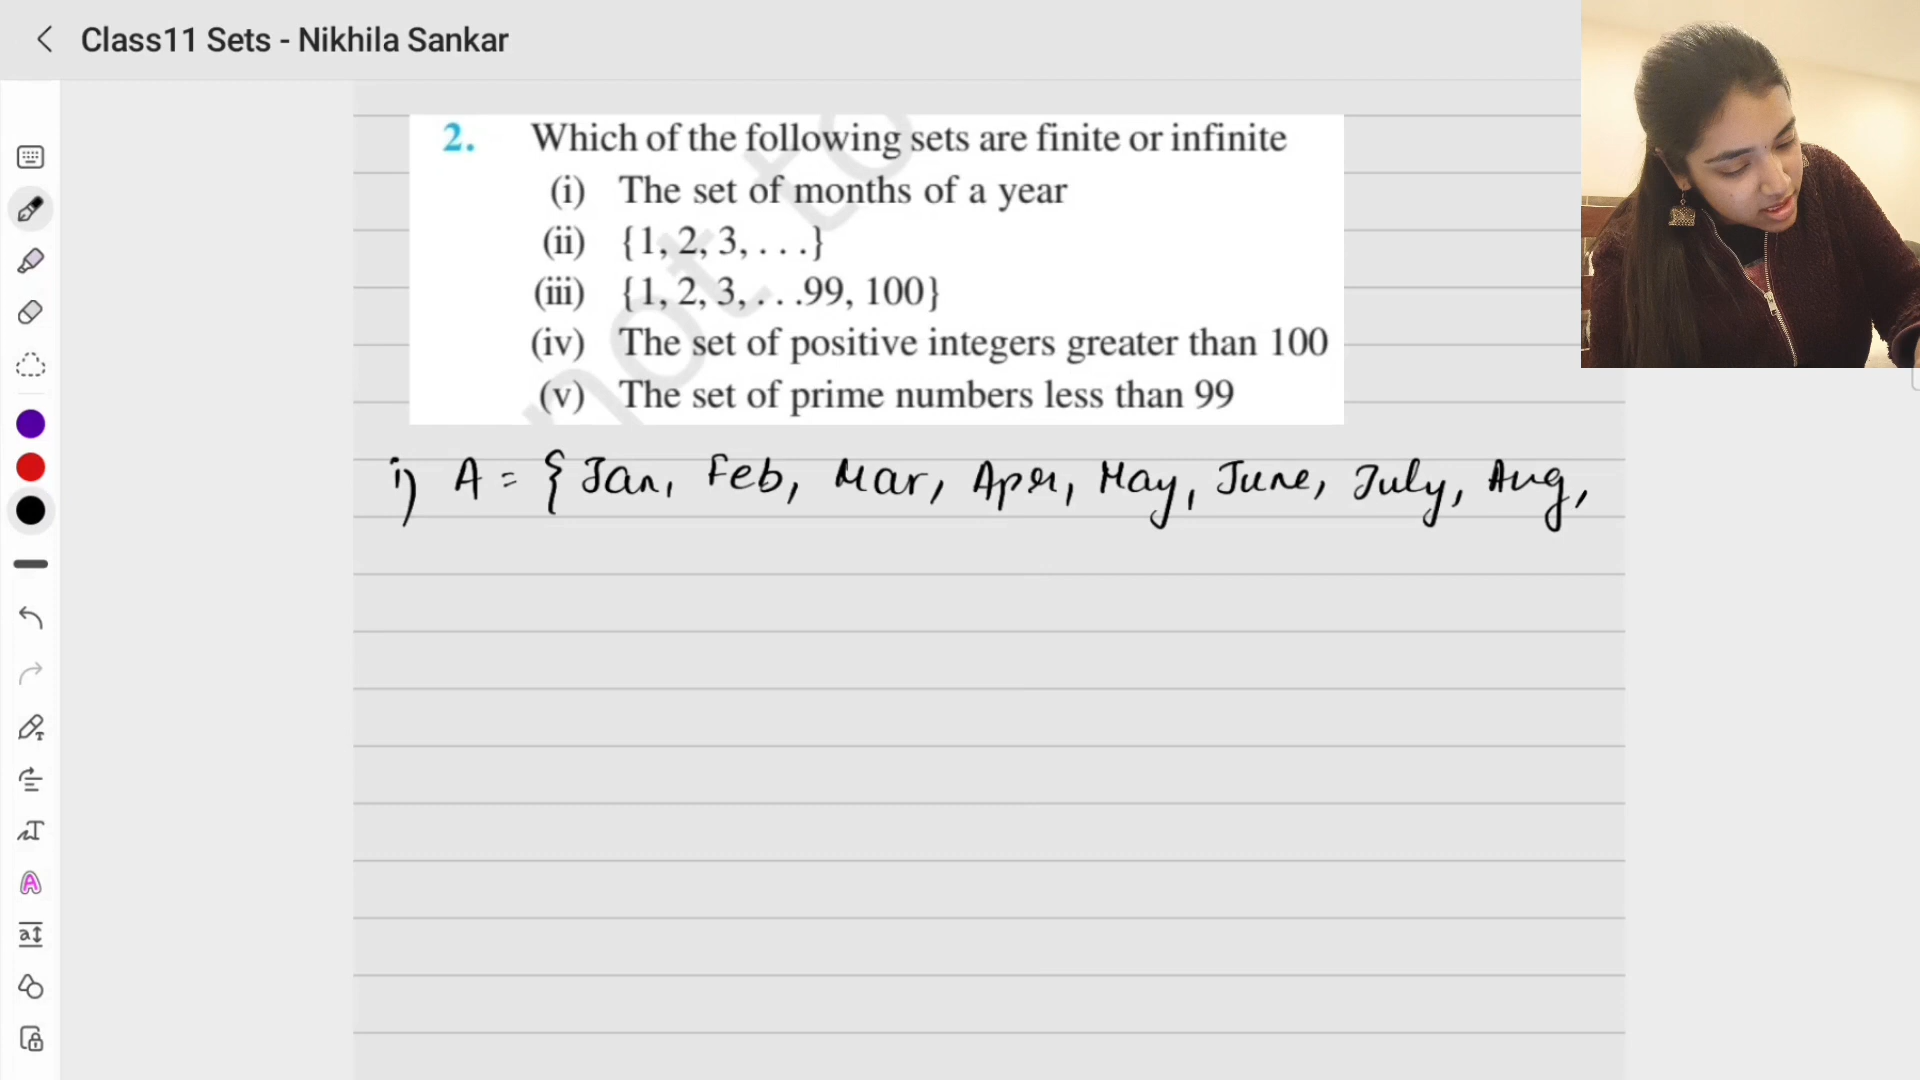 Class11 Sets - Nikhila Sankar
2. Which of the following sets are finite or infinite
(i) The set of months of a year
(ii) {1, 2, 3, . . .}
(iii) {1, 2, 3, . . .99, 100}
(iv) The set of positive integers greater than 100
(v) The set of prime numbers less than 99
not to
i) A = { Jan, Feb, Mar, Apr, May, June, July, Aug,